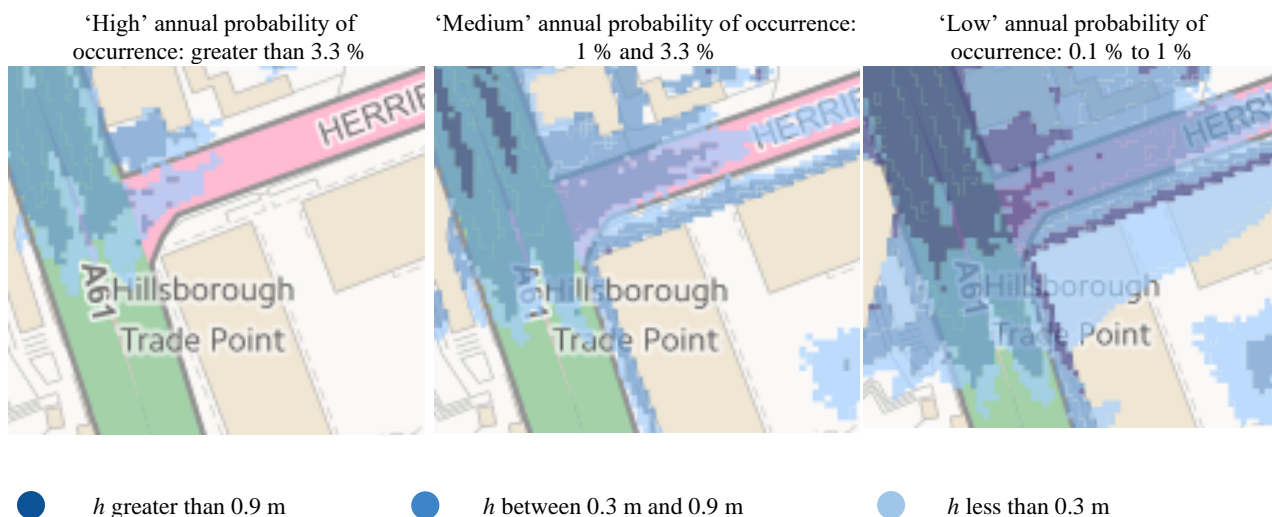 ‘High’ annual probability of
occurrence: greater than 3.3 %
‘Medium’ annual probability of occurrence:
1 % and 3.3 %
‘Low’ annual probability of
occurrence: 0.1 % to 1 %
HERRIE
A61
Hillsborough
Trade Point
HERRIE
A61
Hillsborough
Trade Point
HERRI
A61
Hillsborough
Trade Point
h greater than 0.9 m
h between 0.3 m and 0.9 m
h less than 0.3 m